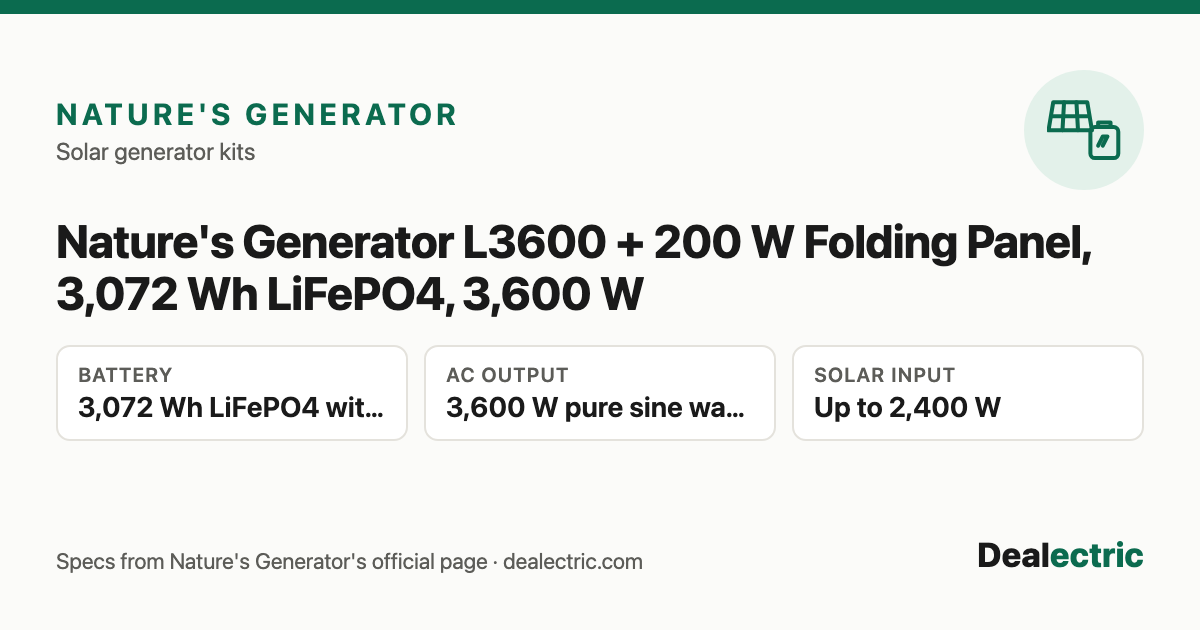 NATURE'S GENERATOR
Solar generator kits
Nature's Generator L3600 + 200 W Folding Panel,
3,072 Wh LiFePO4, 3,600 W
BATTERY
3,072 Wh LiFePO4 wit...
AC OUTPUT
3,600 W pure sine wa...
SOLAR INPUT
Up to 2,400 W
Specs from Nature's Generator's official page · dealectric.com
Dealectric